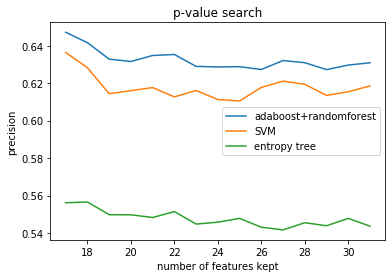 p-value search
precision
0.64
0.62
0.60
0.58
0.56
0.54
adaboost+randomforest
SVM
entropy tree
18 20 22 24 26 28 30
number of features kept